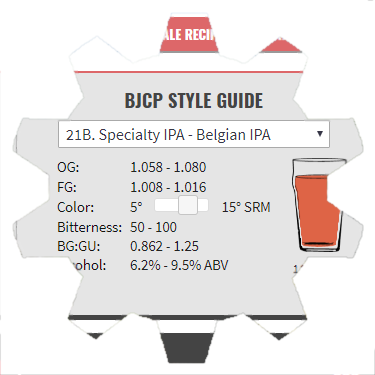 ALE RECI
BJCP STYLE GUIDE
21B. Specialty IPA - Belgian IPA
OG: 1.058 - 1.080
FG: 1.008 - 1.016
Color: 5° 15° SRM
Bitterness: 50 - 100
BG:GU: 0.862 - 1.25
ohol: 6.2% - 9.5% ABV